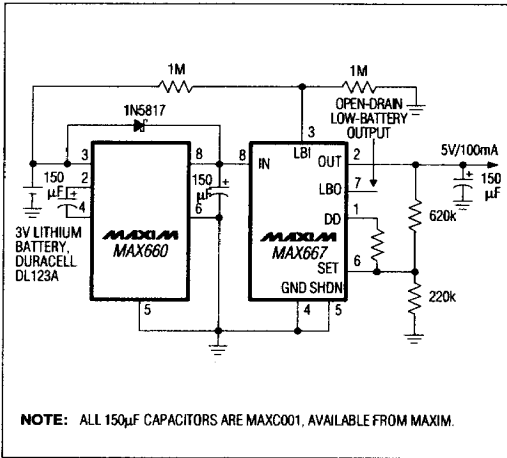 1M
1M
1N5817
OPEN-DRAIN
LOW-BATTERY
OUTPUT
3
LBI
3
8
8
IN
OUT
2
5V/100mA
2
150
µF
4
150
µF
6
LBO
7
+
150
µF
DD
1
620k
3V LITHIUM
BATTERY,
DURACELL
DL123A
MAXIM
MAX660
MAXIM
MAX667
SET
6
GND
SHDN
220k
5
4
5
NOTE: ALL 150µF CAPACITORS ARE MAXC001, AVAILABLE FROM MAXIM.